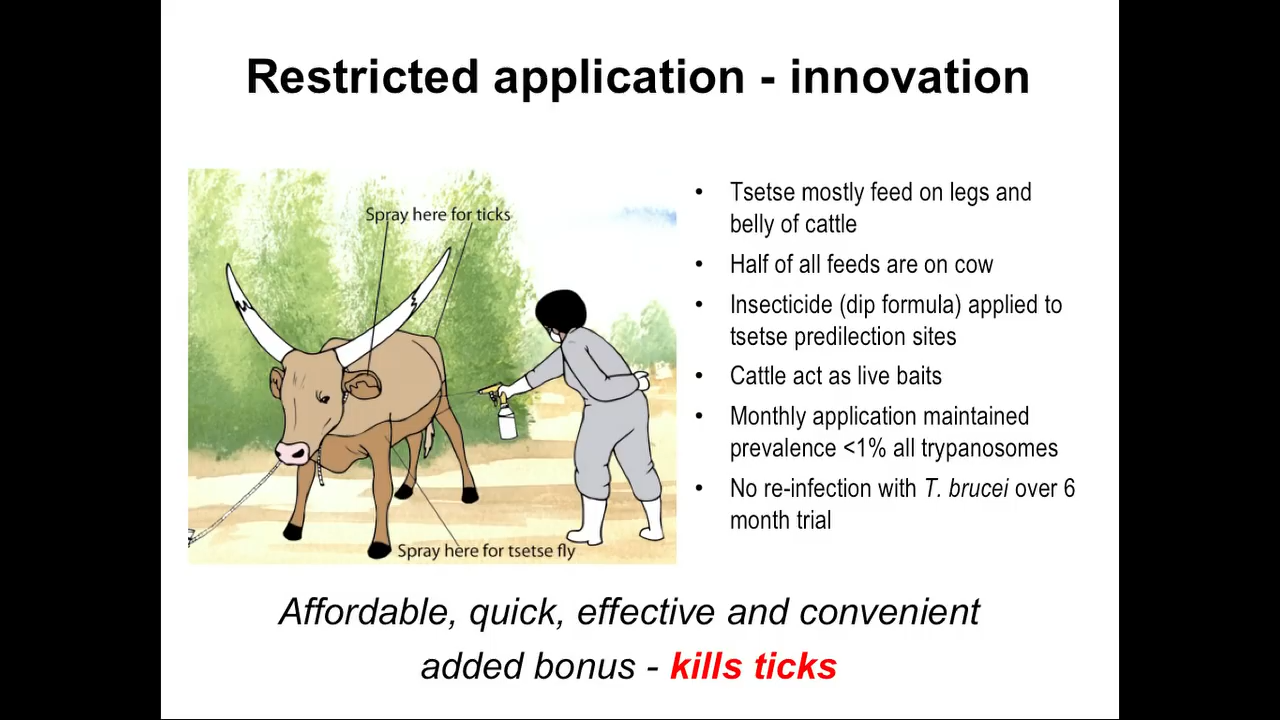 Restricted application - innovation
Spray here for ticks
Spray here for tsetse fly
• Tsetse mostly feed on legs and
belly of cattle
• Half of all feeds are on cow
• Insecticide (dip formula) applied to
tsetse predilection sites
• Cattle act as live baits
• Monthly application maintained
prevalence <1% all trypanosomes
• No re-infection with T. brucei over 6
month trial
Affordable, quick, effective and convenient
added bonus - kills ticks